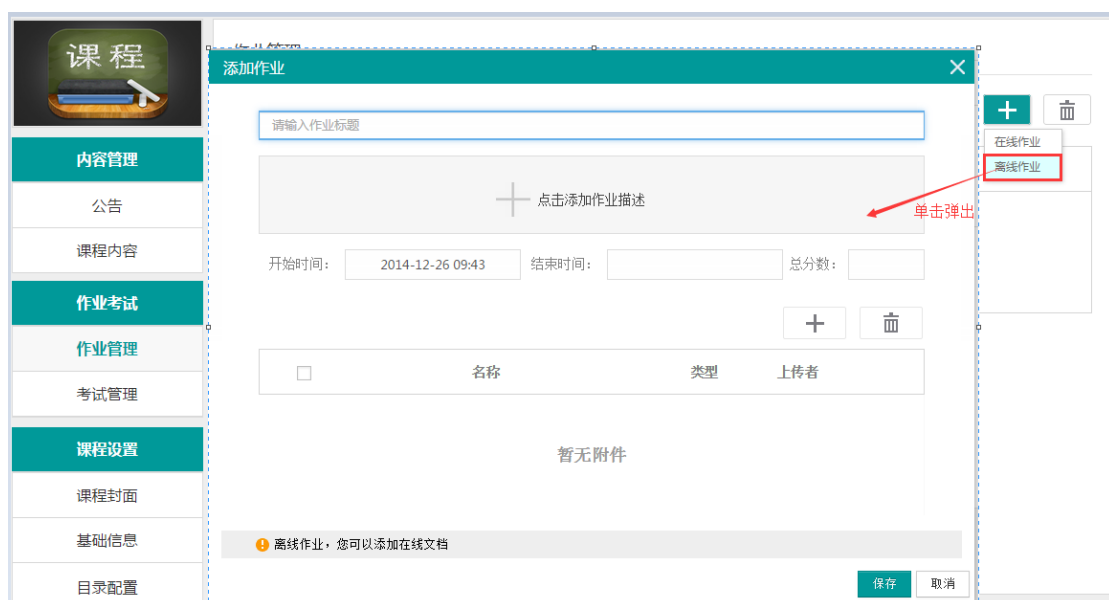 课程
作业管理
添加作业
请输入作业标题
在线作业
内容管理
离线作业
公告
点击添加作业描述
单击弹出
课程内容
开始时间：
2014-12-26 09:43
结束时间：
总分数：
作业考试
作业管理
名称
类型
上传者
考试管理
课程设置
暂无附件
课程封面
基础信息
离线作业，您可以添加在线文档
目录配置
保存
取消